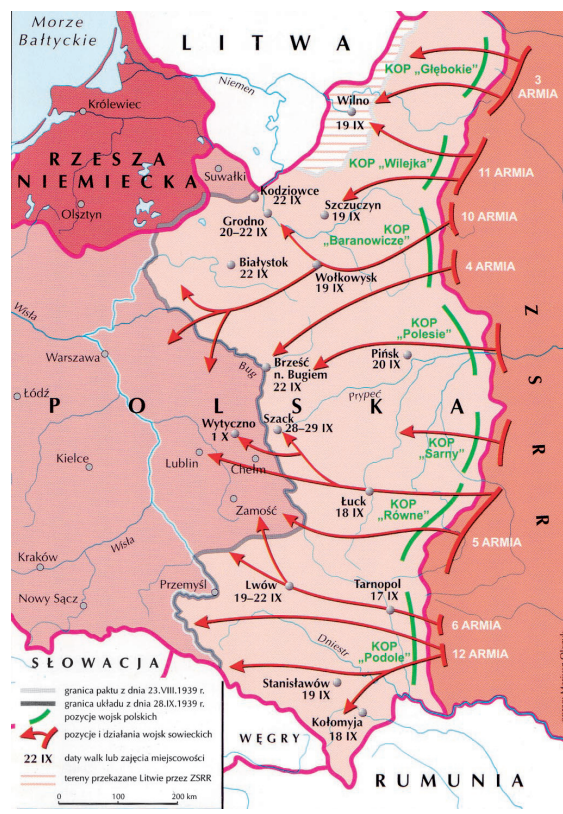 Morze
Bałtyckie
L I T W A
Niemen
KOP „Głębokie"
3
ARMIA
Królewiec
Wilno
19 IX
RZESZA
NIEMIECKA
KOP „Wilejka"
11 ARMIA
Suwałki
Kodziowce
22 IX
Szczuczyn
19 IX
Olsztyn
Grodno
20–22 IX
KOP
„Baranowicze"
10 ARMIA
Białystok
22 IX
Wołkowysk
19 IX
4 ARMIA
Wisła
Z S R R
Warszawa
Bug
Brześć
n. Bugiem
22 IX
KOP
„Polesie"
Pińsk
20 IX
Łódź
Prypeć
P O L S K A
Wytyczno
1 X
Szack
28–29 IX
KOP
„Sarny"
Kielce
Lublin
Chełm
Łuck
18 IX
KOP
„Równe"
Zamość
5 ARMIA
Wisła
Kraków
Przemyśl
Lwów
19–22 IX
Tarnopol
17 IX
Nowy Sącz
6 ARMIA
12 ARMIA
Dniestr
KOP
„Podole"
SŁOWACJA
Stanisławów
19 IX
Kołomyja
18 IX
WĘGRY
RUMUNIA
granica paktu z dnia 23.VIII.1939 r.
granica układu z dnia 28.IX.1939 r.
pozycje wojsk polskich
pozycje i działania wojsk sowieckich
22 IX daty walk lub zajęcia miejscowości
tereny przekazane Litwie przez ZSRR
0 100 200 km